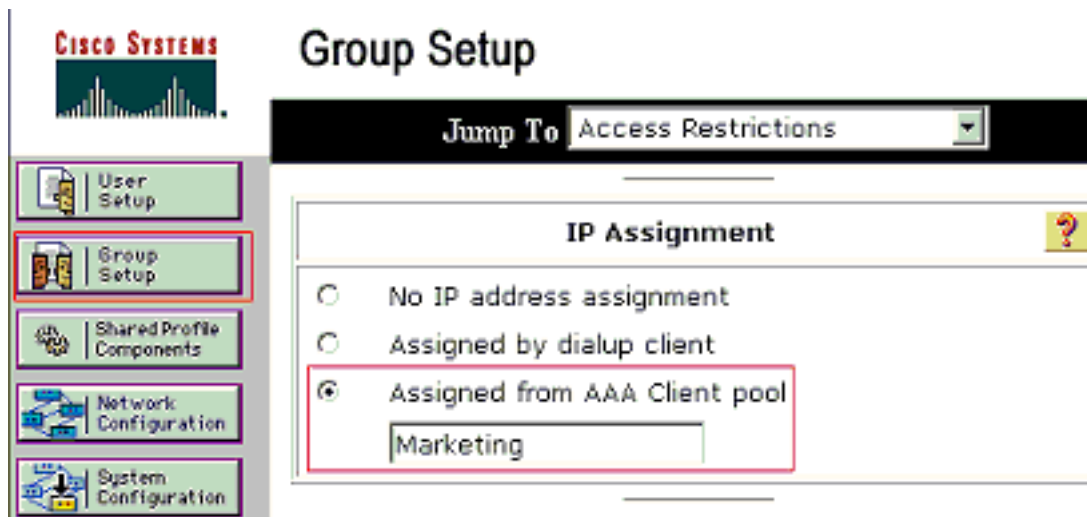 CISCO SYSTEMS
Group Setup
Jump To Access Restrictions
User
Setup
Group
Setup
Shared Profile
Components
Network
Configuration
System
Configuration
IP Assignment
?
No IP address assignment
Assigned by dialup client
Assigned from AAA Client pool
Marketing